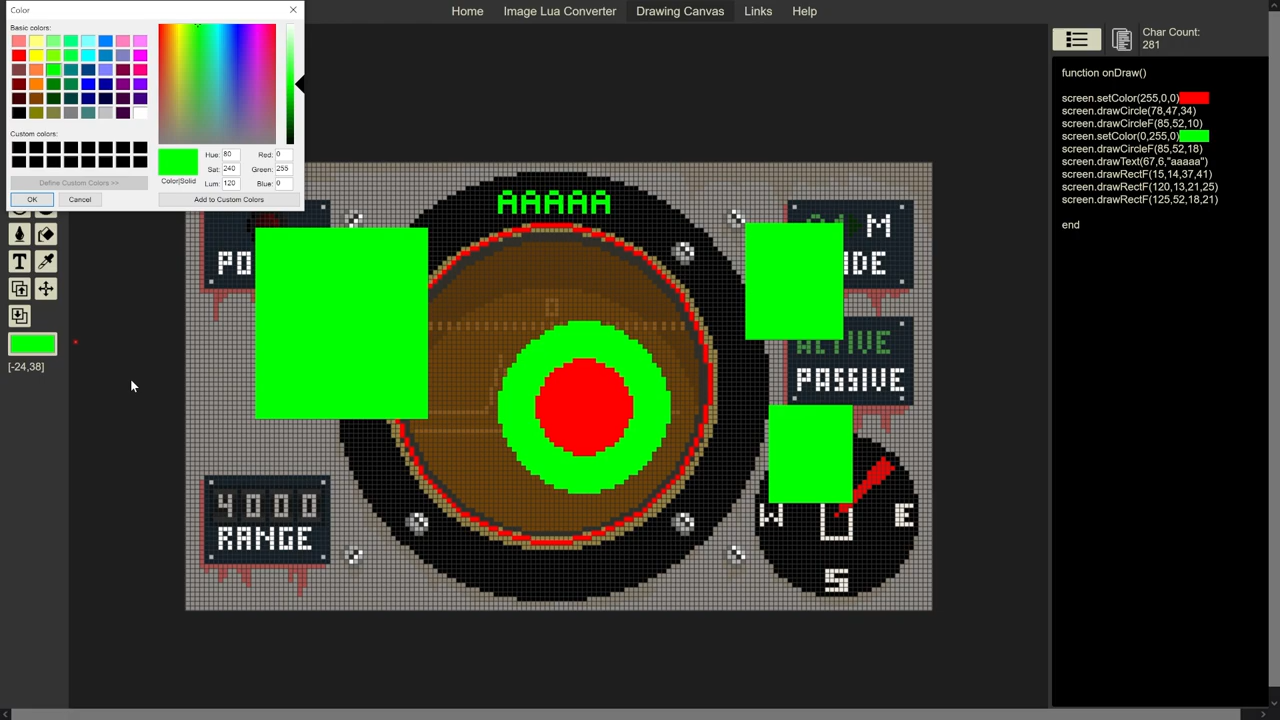 Color
Home
Image Lua Converter
Drawing Canvas
Links
Help
Basic colors:
Custom colors:
Define Custom Colors >>
OK
Cancel
Hue: 80
Sat: 240
Lum: 120
Red: 0
Green: 255
Blue: 0
Color|Solid
Add to Custom Colors
T
[-24,38]
AAAAA
0
M
ACTIVE
PASSIVE
4000
RANGE
W
E
S
Char Count:
281
function onDraw()
screen.setColor(255,0,0)
screen.drawCircle(78,47,34)
screen.drawCircleF(85,52,10)
screen.setColor(0,255,0)
screen.drawCircleF(85,52,18)
screen.drawText(67,6,"aaaaa")
screen.drawRectF(15,14,37,41)
screen.drawRectF(120,13,21,25)
screen.drawRectF(125,52,18,21)
end